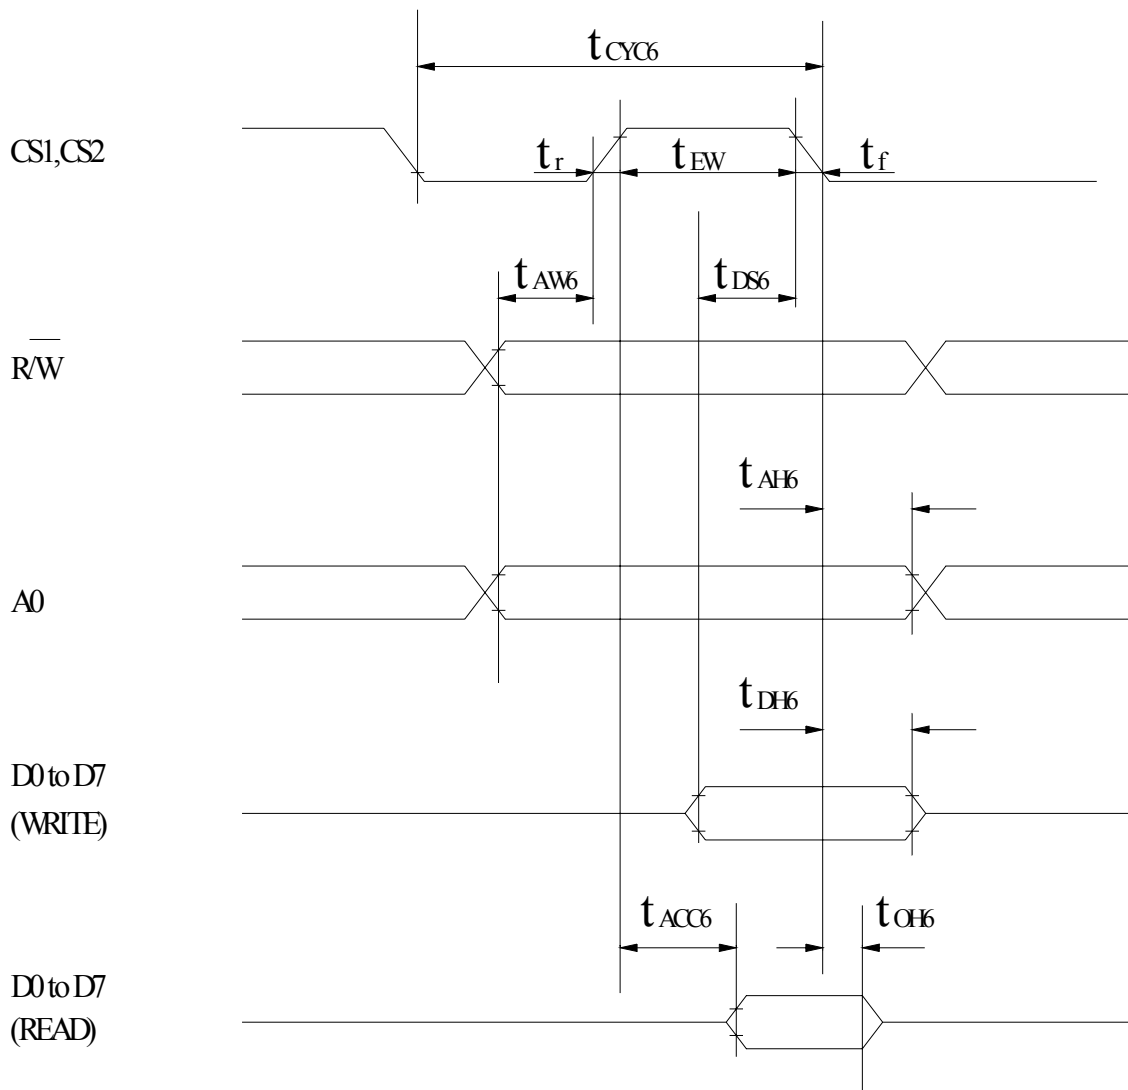 tCYC6
CS1,CS2
tr
tEW
tf
tAW6
tDS6
R/W̅
tAH6
A0
tDH6
D0 to D7
(WRITE)
tACC6
tOH6
D0 to D7
(READ)